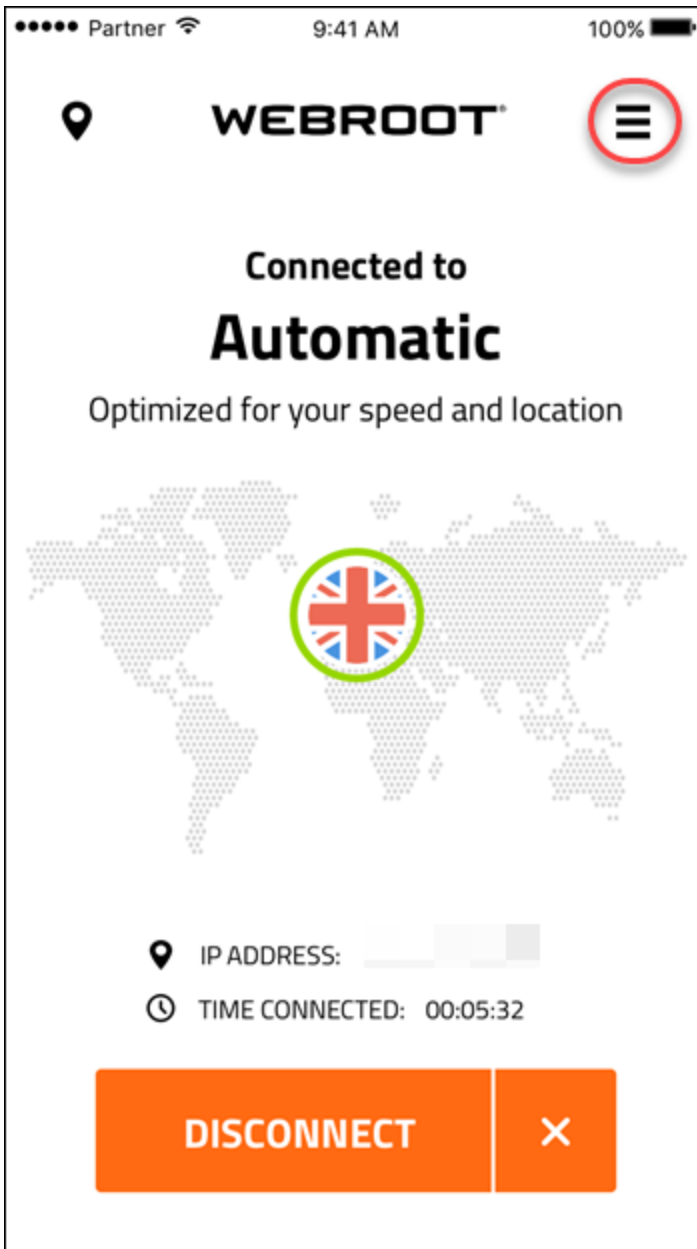 Partner 9:41 AM 100%
WEBROOT®
Connected to
Automatic
Optimized for your speed and location
IP ADDRESS:
TIME CONNECTED: 00:05:32
DISCONNECT